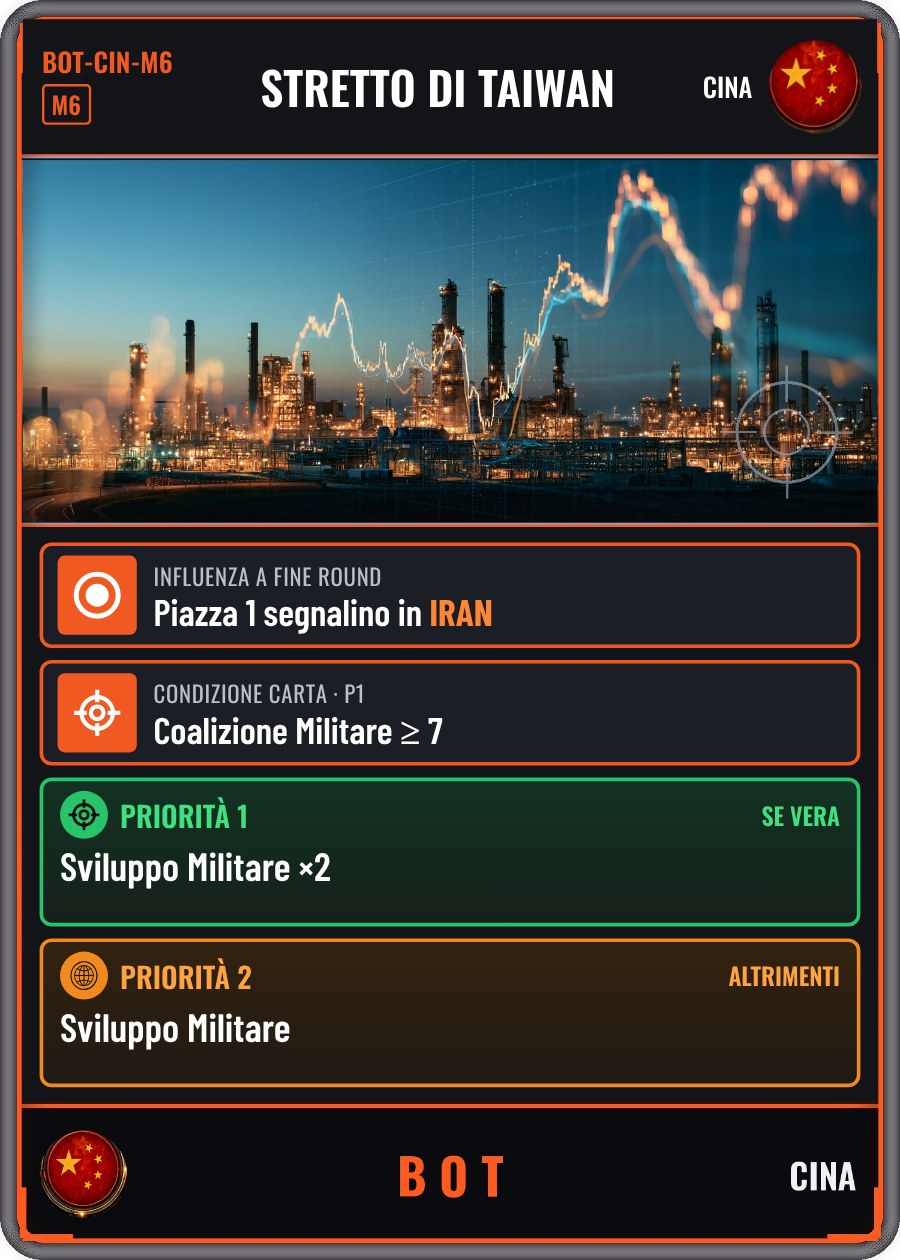 BOT-CIN-M6
M6
STRETTO DI TAIWAN
CINA
INFLUENZA A FINE ROUND
Piazza 1 segnalino in IRAN
CONDIZIONE CARTA · P1
Coalizione Militare ≥ 7
PRIORITÀ 1
SE VERA
Sviluppo Militare ×2
PRIORITÀ 2
ALTRIMENTI
Sviluppo Militare
BOT
CINA